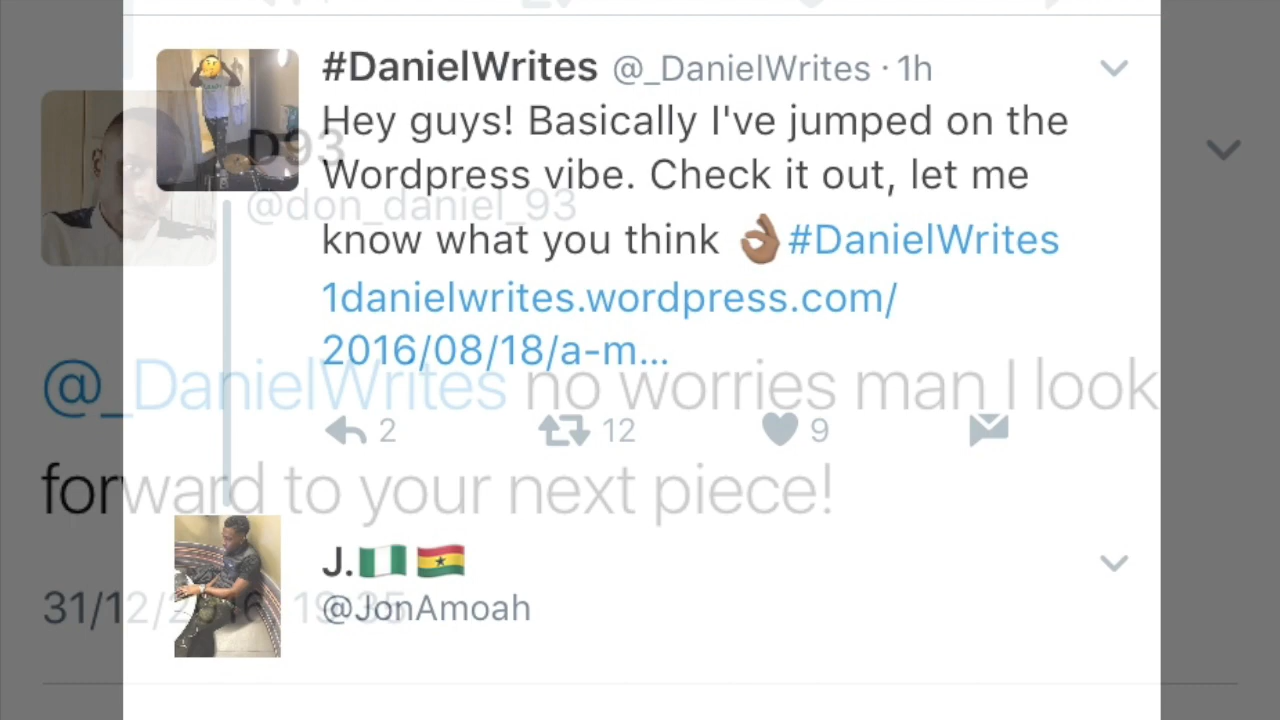 #DanielWrites @_DanielWrites · 1h
Hey guys! Basically I've jumped on the
Wordpress vibe. Check it out, let me
know what you think 👌🏾 #DanielWrites
1danielwrites.wordpress.com/
2016/08/18/a-m...
2 12 9
J.🇳🇬 🇬🇭
@JonAmoah
D93
@don_daniel_93
@_DanielWrites no worries man I look
forward to your next piece!